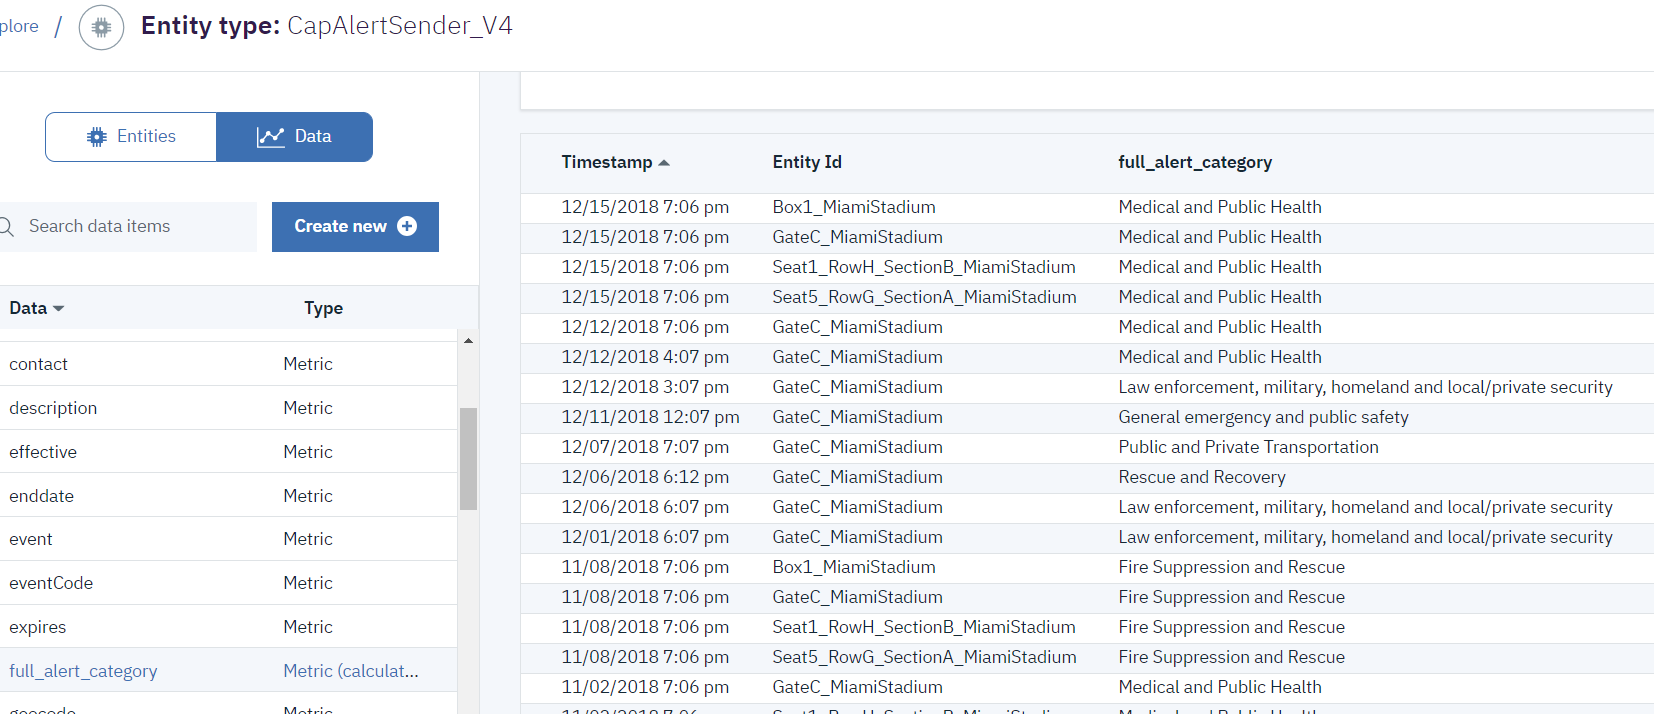 plore / Entity type: CapAlertSender_V4
Entities Data
Search data items Create new
Data Type
contact Metric
description Metric
effective Metric
enddate Metric
event Metric
eventCode Metric
expires Metric
full_alert_category Metric (calculat...
geocode Metric
Timestamp Entity Id full_alert_category
12/15/2018 7:06 pm Box1_MiamiStadium Medical and Public Health
12/15/2018 7:06 pm GateC_MiamiStadium Medical and Public Health
12/15/2018 7:06 pm Seat1_RowH_SectionB_MiamiStadium Medical and Public Health
12/15/2018 7:06 pm Seat5_RowG_SectionA_MiamiStadium Medical and Public Health
12/12/2018 7:06 pm GateC_MiamiStadium Medical and Public Health
12/12/2018 4:07 pm GateC_MiamiStadium Medical and Public Health
12/12/2018 3:07 pm GateC_MiamiStadium Law enforcement, military, homeland and local/private security
12/11/2018 12:07 pm GateC_MiamiStadium General emergency and public safety
12/07/2018 7:07 pm GateC_MiamiStadium Public and Private Transportation
12/06/2018 6:12 pm GateC_MiamiStadium Rescue and Recovery
12/06/2018 6:07 pm GateC_MiamiStadium Law enforcement, military, homeland and local/private security
12/01/2018 6:07 pm GateC_MiamiStadium Law enforcement, military, homeland and local/private security
11/08/2018 7:06 pm Box1_MiamiStadium Fire Suppression and Rescue
11/08/2018 7:06 pm GateC_MiamiStadium Fire Suppression and Rescue
11/08/2018 7:06 pm Seat1_RowH_SectionB_MiamiStadium Fire Suppression and Rescue
11/08/2018 7:06 pm Seat5_RowG_SectionA_MiamiStadium Fire Suppression and Rescue
11/02/2018 7:06 pm GateC_MiamiStadium Medical and Public Health
11/02/2018 7:06 pm Seat1_RowH_SectionB_MiamiStadium Medical and Public Health